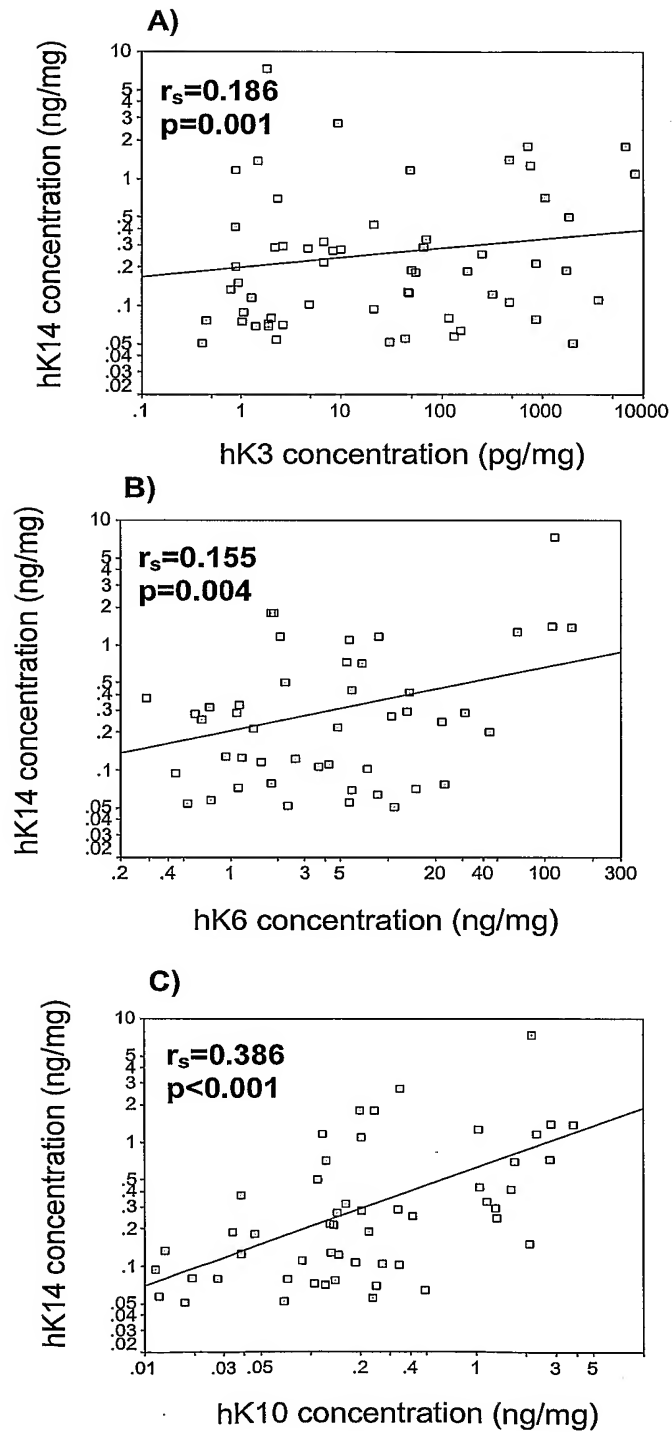 A)
hK14 concentration (ng/mg)
10
5
4
3
2
1
.5
.4
.3
.2
.1
.05
.04
.03
.02
rs=0.186
p=0.001
.1 1 10 100 1000 10000
hK3 concentration (pg/mg)
B)
hK14 concentration (ng/mg)
10
5
4
3
2
1
.5
.4
.3
.2
.1
.05
.04
.03
.02
rs=0.155
p=0.004
.2 .4 1 3 5 20 40 100 300
hK6 concentration (ng/mg)
C)
hK14 concentration (ng/mg)
10
5
4
3
2
1
.5
.4
.3
.2
.1
.05
.04
.03
.02
rs=0.386
p<0.001
.01 .03 .05 .2 .4 1 3 5
hK10 concentration (ng/mg)